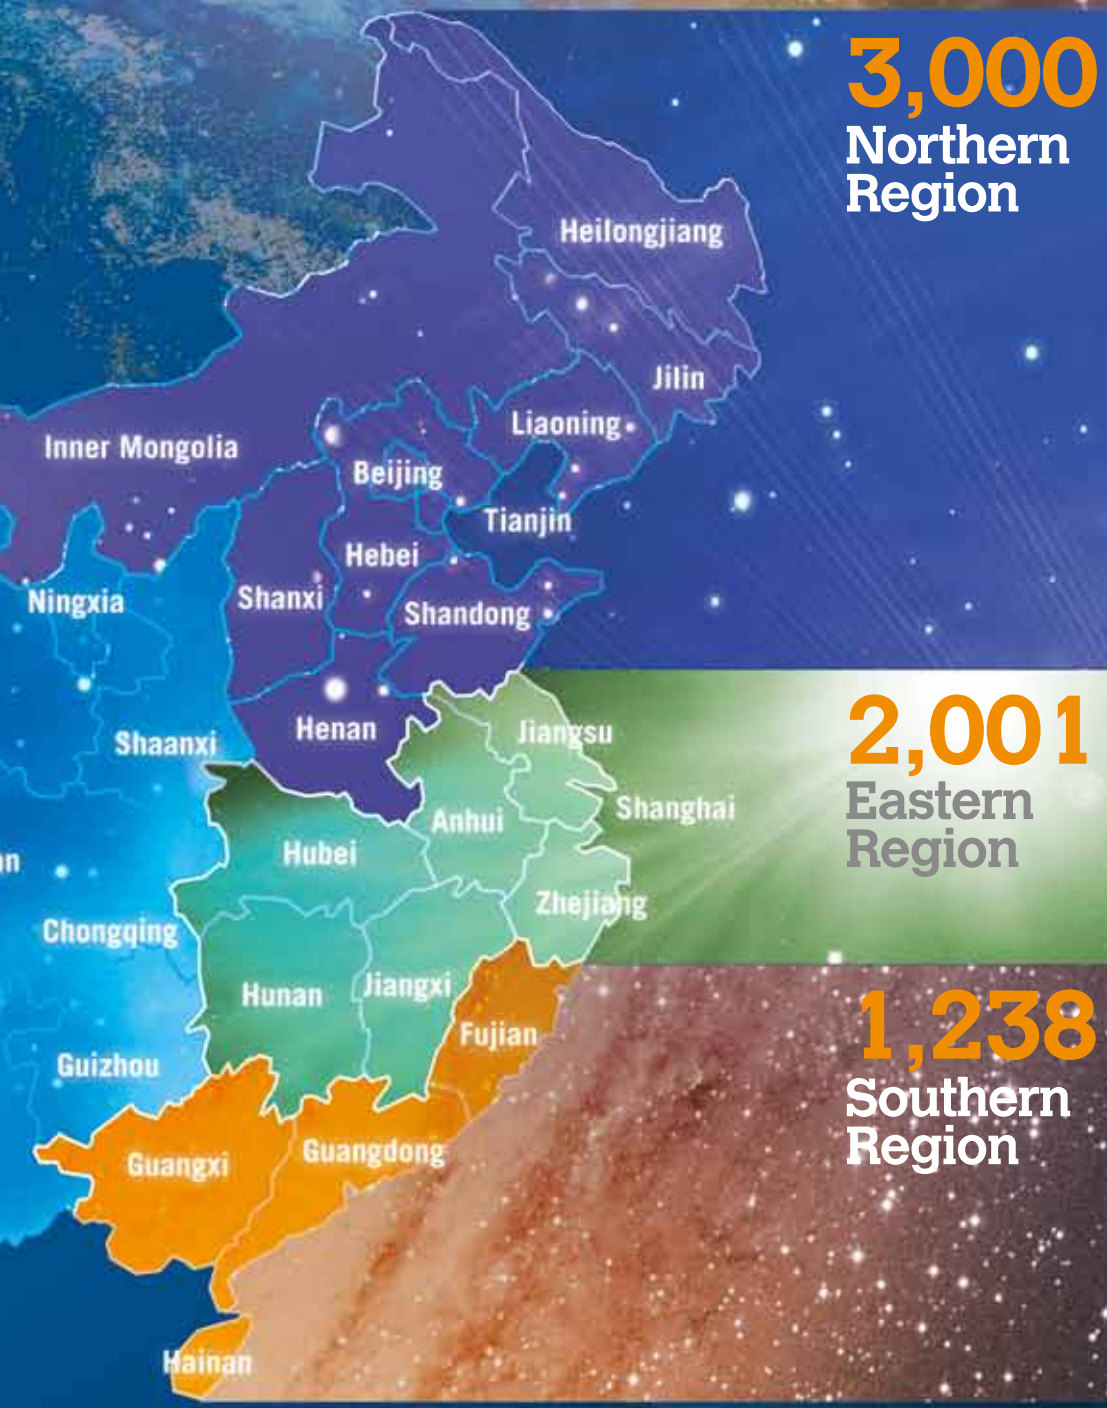 3,000
Northern
Region
Heilongjiang
Jilin
Liaoning
Inner Mongolia
Beijing
Tianjin
Hebei
Ningxia
Shanxi
Shandong
Henan
Shaanxi
2,001
Eastern
Region
Jiangsu
Shanghai
Anhui
Hubei
Zhejiang
Chongqing
Hunan
Jiangxi
1,238
Southern
Region
Fujian
Guizhou
Guangxi
Guangdong
Hainan